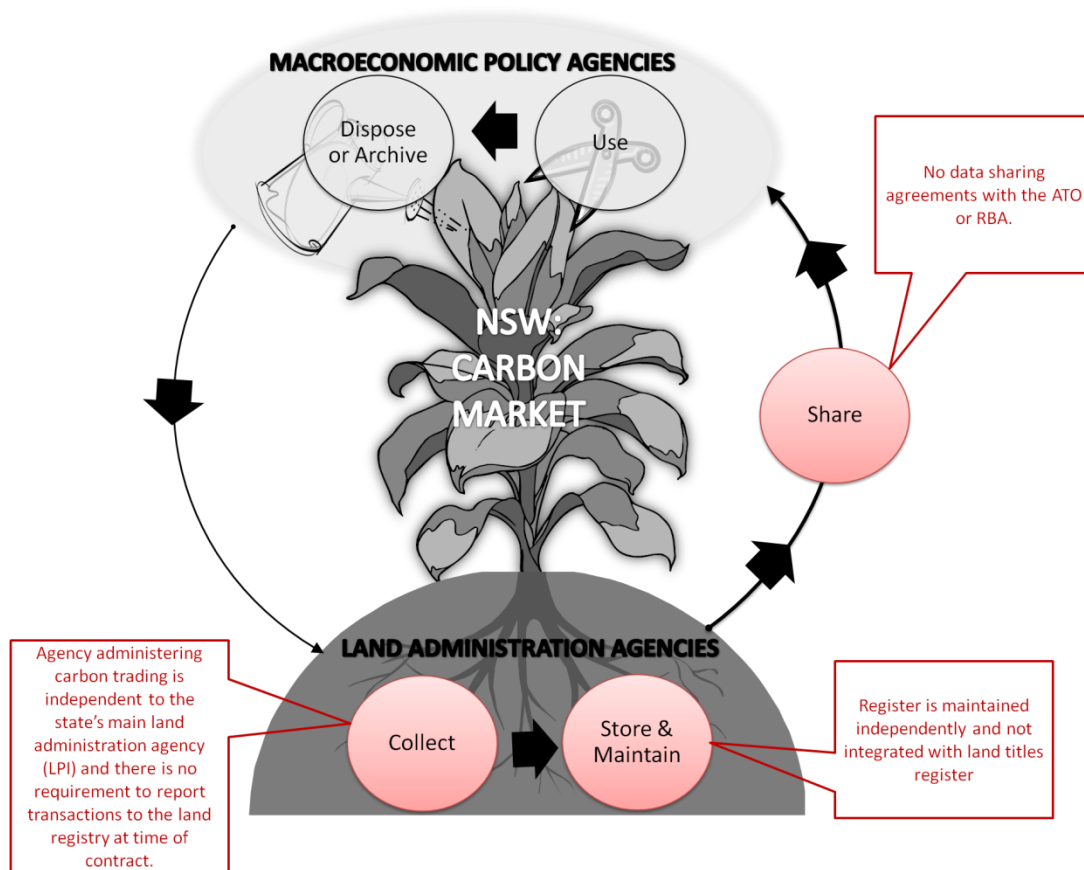 MACROECONOMIC POLICY AGENCIES
Dispose
or Archive
Use
No data sharing
agreements with the ATO
or RBA.
NSW:
CARBON
MARKET
Share
LAND ADMINISTRATION AGENCIES
Agency administering
carbon trading is
independent to the
state’s main land
administration agency
(LPI) and there is no
requirement to report
transactions to the land
registry at time of
contract.
Collect
Store &
Maintain
Register is maintained
independently and not
integrated with land titles
register